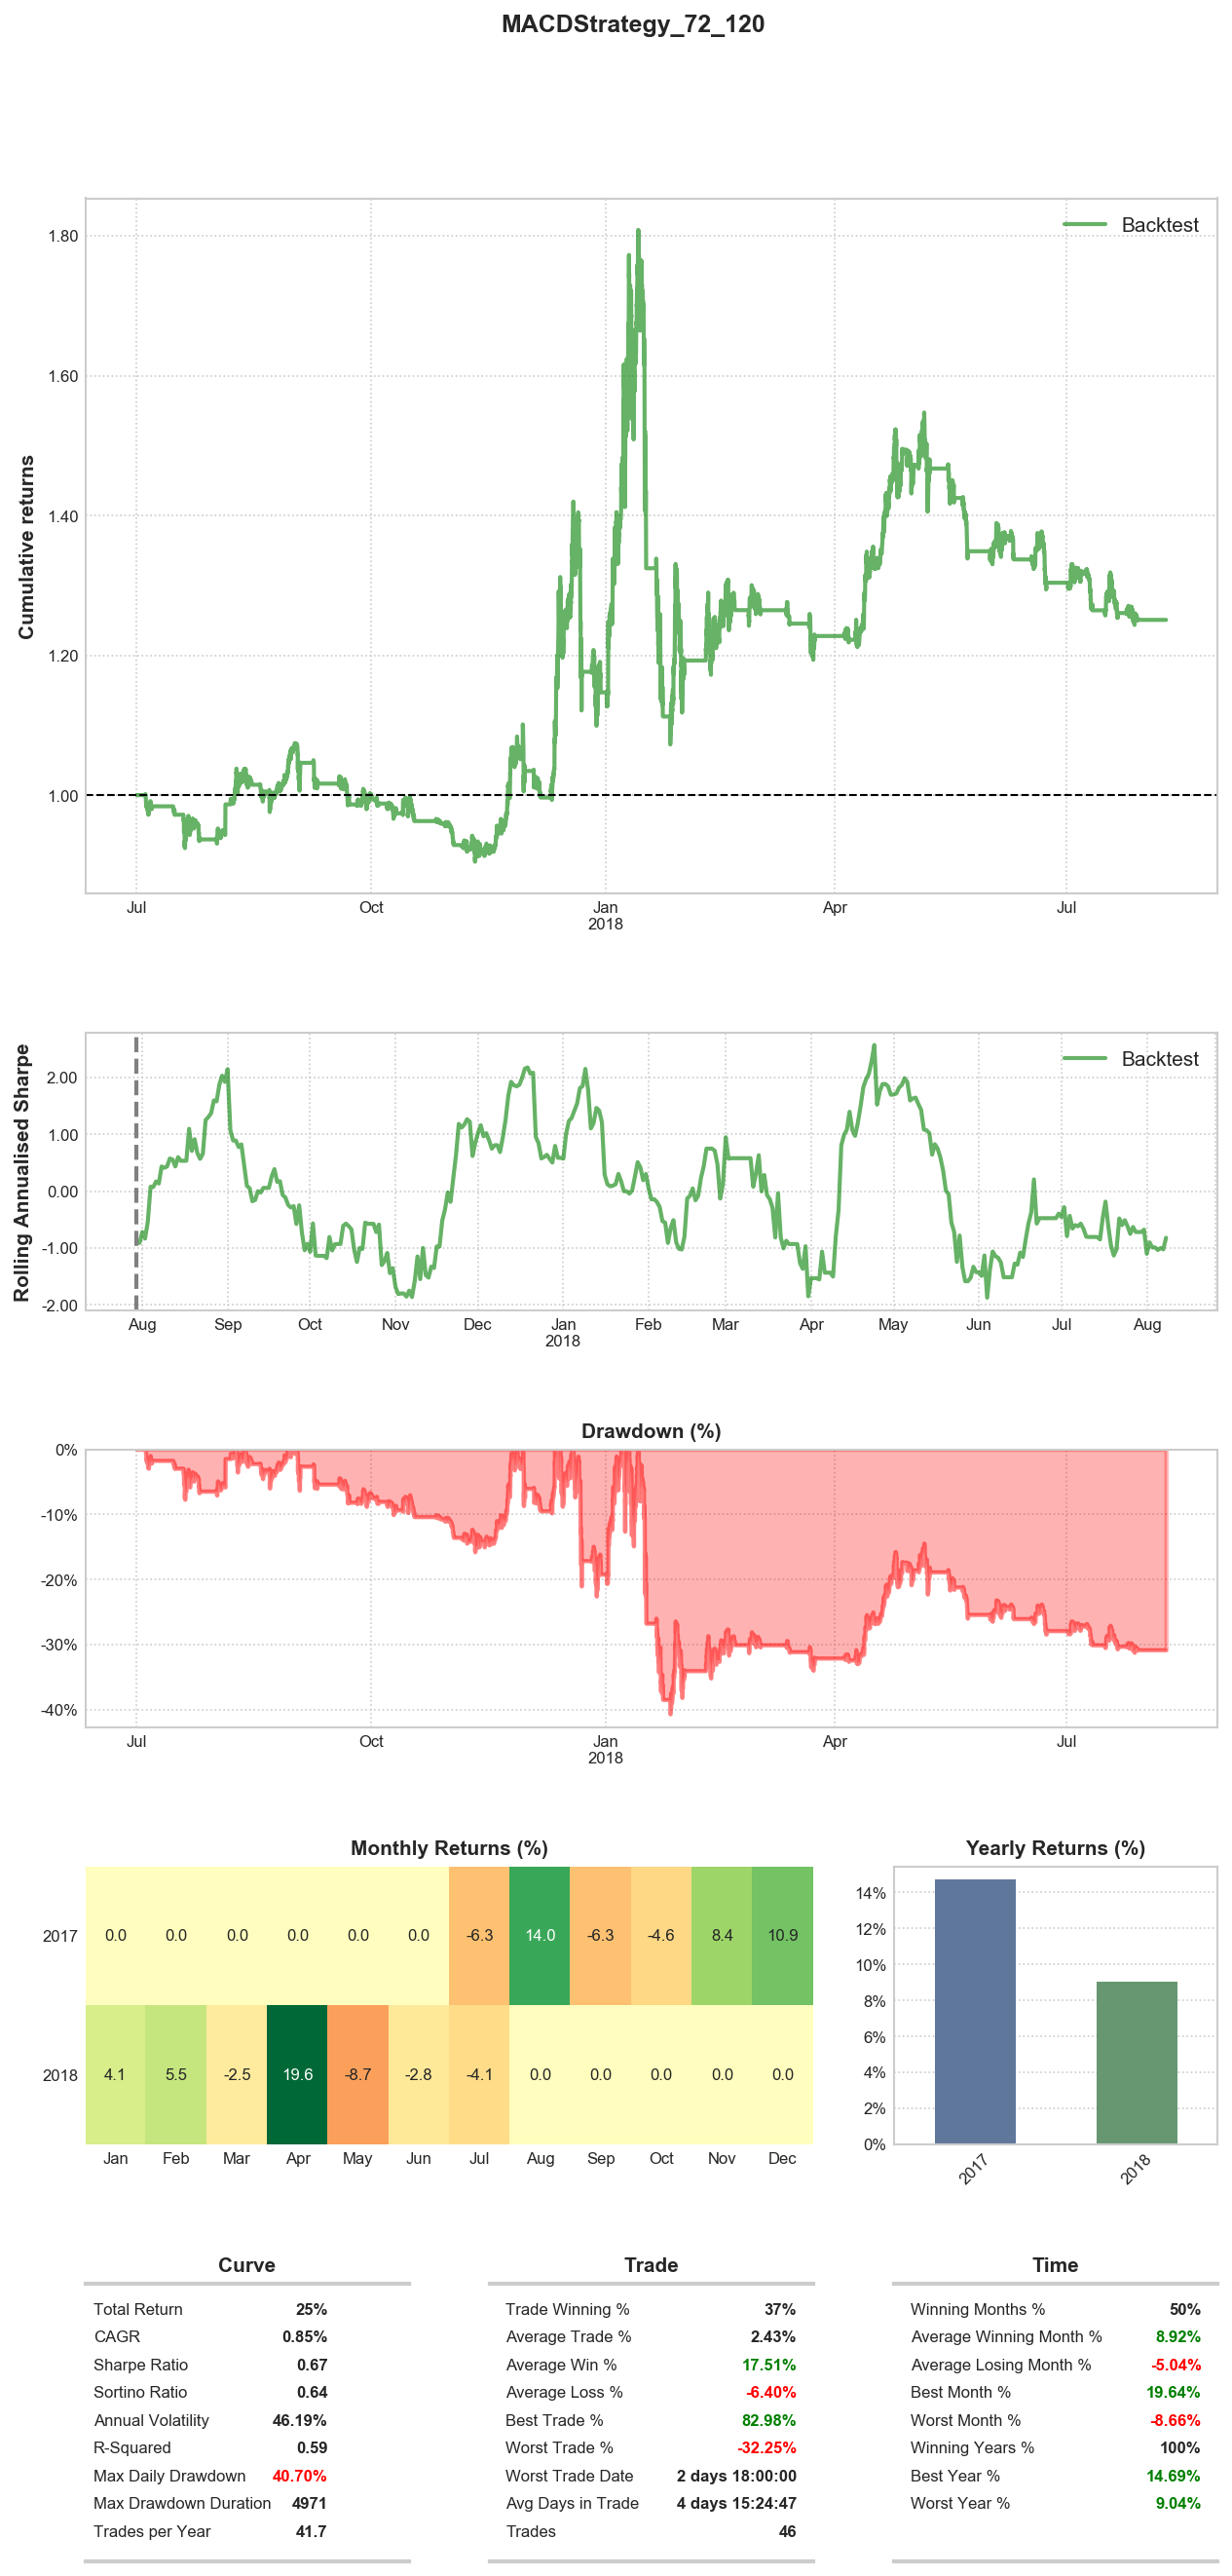 MACDStrategy_72_120
Cumulative returns
1.80
1.60
1.40
1.20
1.00
Backtest
Jul Oct Jan Apr Jul
2018
Rolling Annualised Sharpe
2.00
1.00
0.00
-1.00
-2.00
Backtest
Aug Sep Oct Nov Dec Jan Feb Mar Apr May Jun Jul Aug
2018
Drawdown (%)
0%
-10%
-20%
-30%
-40%
Jul Oct Jan Apr Jul
2018
Monthly Returns (%)
2017 0.0 0.0 0.0 0.0 0.0 0.0 -6.3 14.0 -6.3 -4.6 8.4 10.9
2018 4.1 5.5 -2.5 19.6 -8.7 -2.8 -4.1 0.0 0.0 0.0 0.0 0.0
Jan Feb Mar Apr May Jun Jul Aug Sep Oct Nov Dec
Yearly Returns (%)
14%
12%
10%
8%
6%
4%
2%
0%
2017 2018
Curve
Total Return 25%
CAGR 0.85%
Sharpe Ratio 0.67
Sortino Ratio 0.64
Annual Volatility 46.19%
R-Squared 0.59
Max Daily Drawdown 40.70%
Max Drawdown Duration 4971
Trades per Year 41.7
Trade
Trade Winning % 37%
Average Trade % 2.43%
Average Win % 17.51%
Average Loss % -6.40%
Best Trade % 82.98%
Worst Trade % -32.25%
Worst Trade Date 2 days 18:00:00
Avg Days in Trade 4 days 15:24:47
Trades 46
Time
Winning Months % 50%
Average Winning Month % 8.92%
Average Losing Month % -5.04%
Best Month % 19.64%
Worst Month % -8.66%
Winning Years % 100%
Best Year % 14.69%
Worst Year % 9.04%